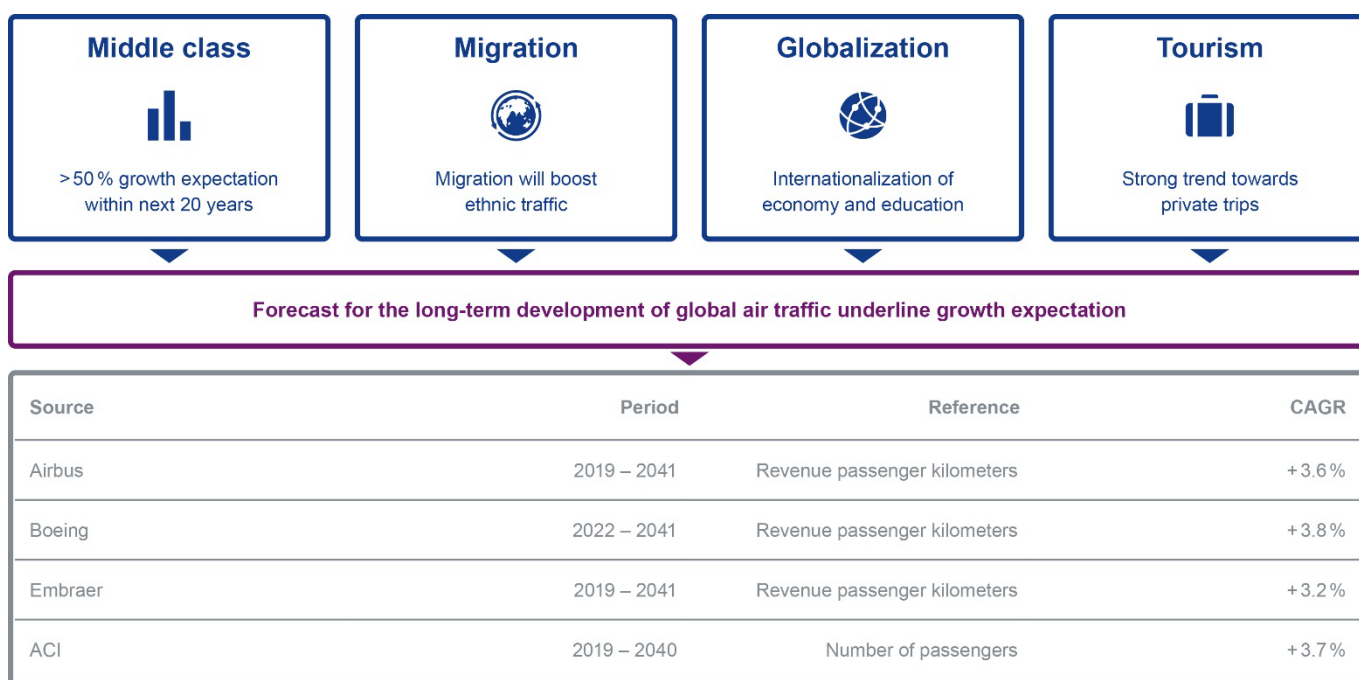 Middle class
>50 % growth expectation
within next 20 years
Migration
Migration will boost
ethnic traffic
Globalization
Internationalization of
economy and education
Tourism
Strong trend towards
private trips
Forecast for the long-term development of global air traffic underline growth expectation
Source Period Reference CAGR
Airbus 2019 – 2041 Revenue passenger kilometers +3.6 %
Boeing 2022 – 2041 Revenue passenger kilometers +3.8 %
Embraer 2019 – 2041 Revenue passenger kilometers +3.2 %
ACI 2019 – 2040 Number of passengers +3.7 %